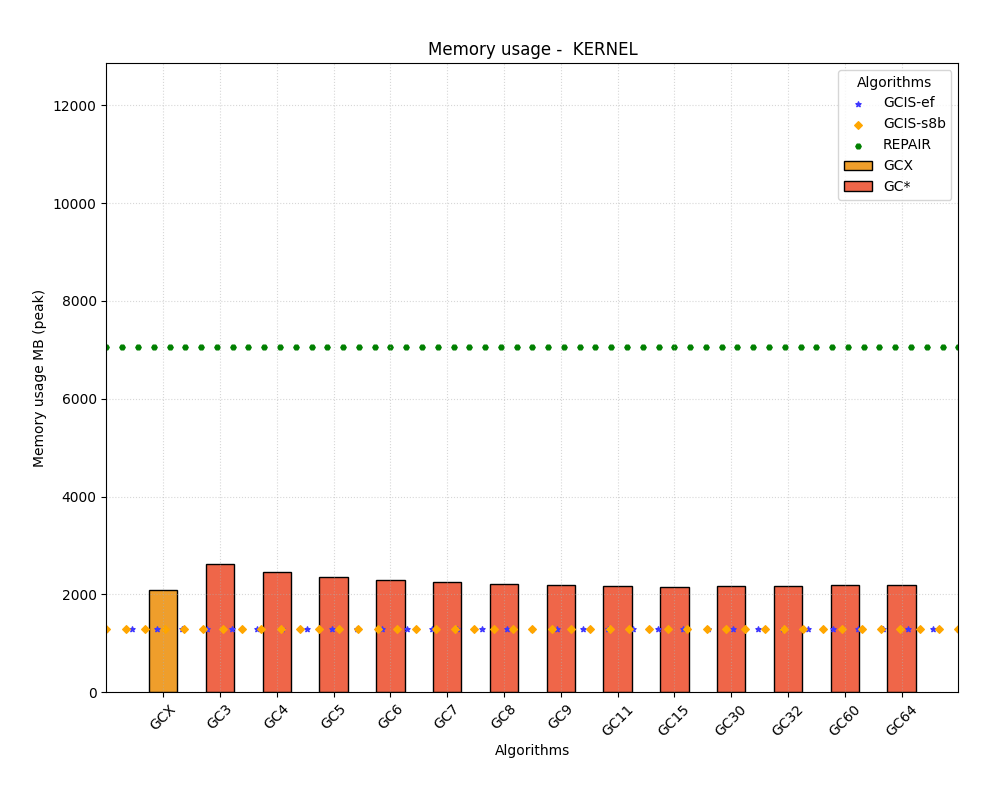 Memory usage -  KERNEL
Algorithms
GCIS-ef
GCIS-s8b
REPAIR
GCX
GC*
Memory usage MB (peak)
12000
10000
8000
6000
4000
2000
0
GCX GC3 GC4 GC5 GC6 GC7 GC8 GC9 GC11 GC15 GC30 GC32 GC60 GC64
Algorithms